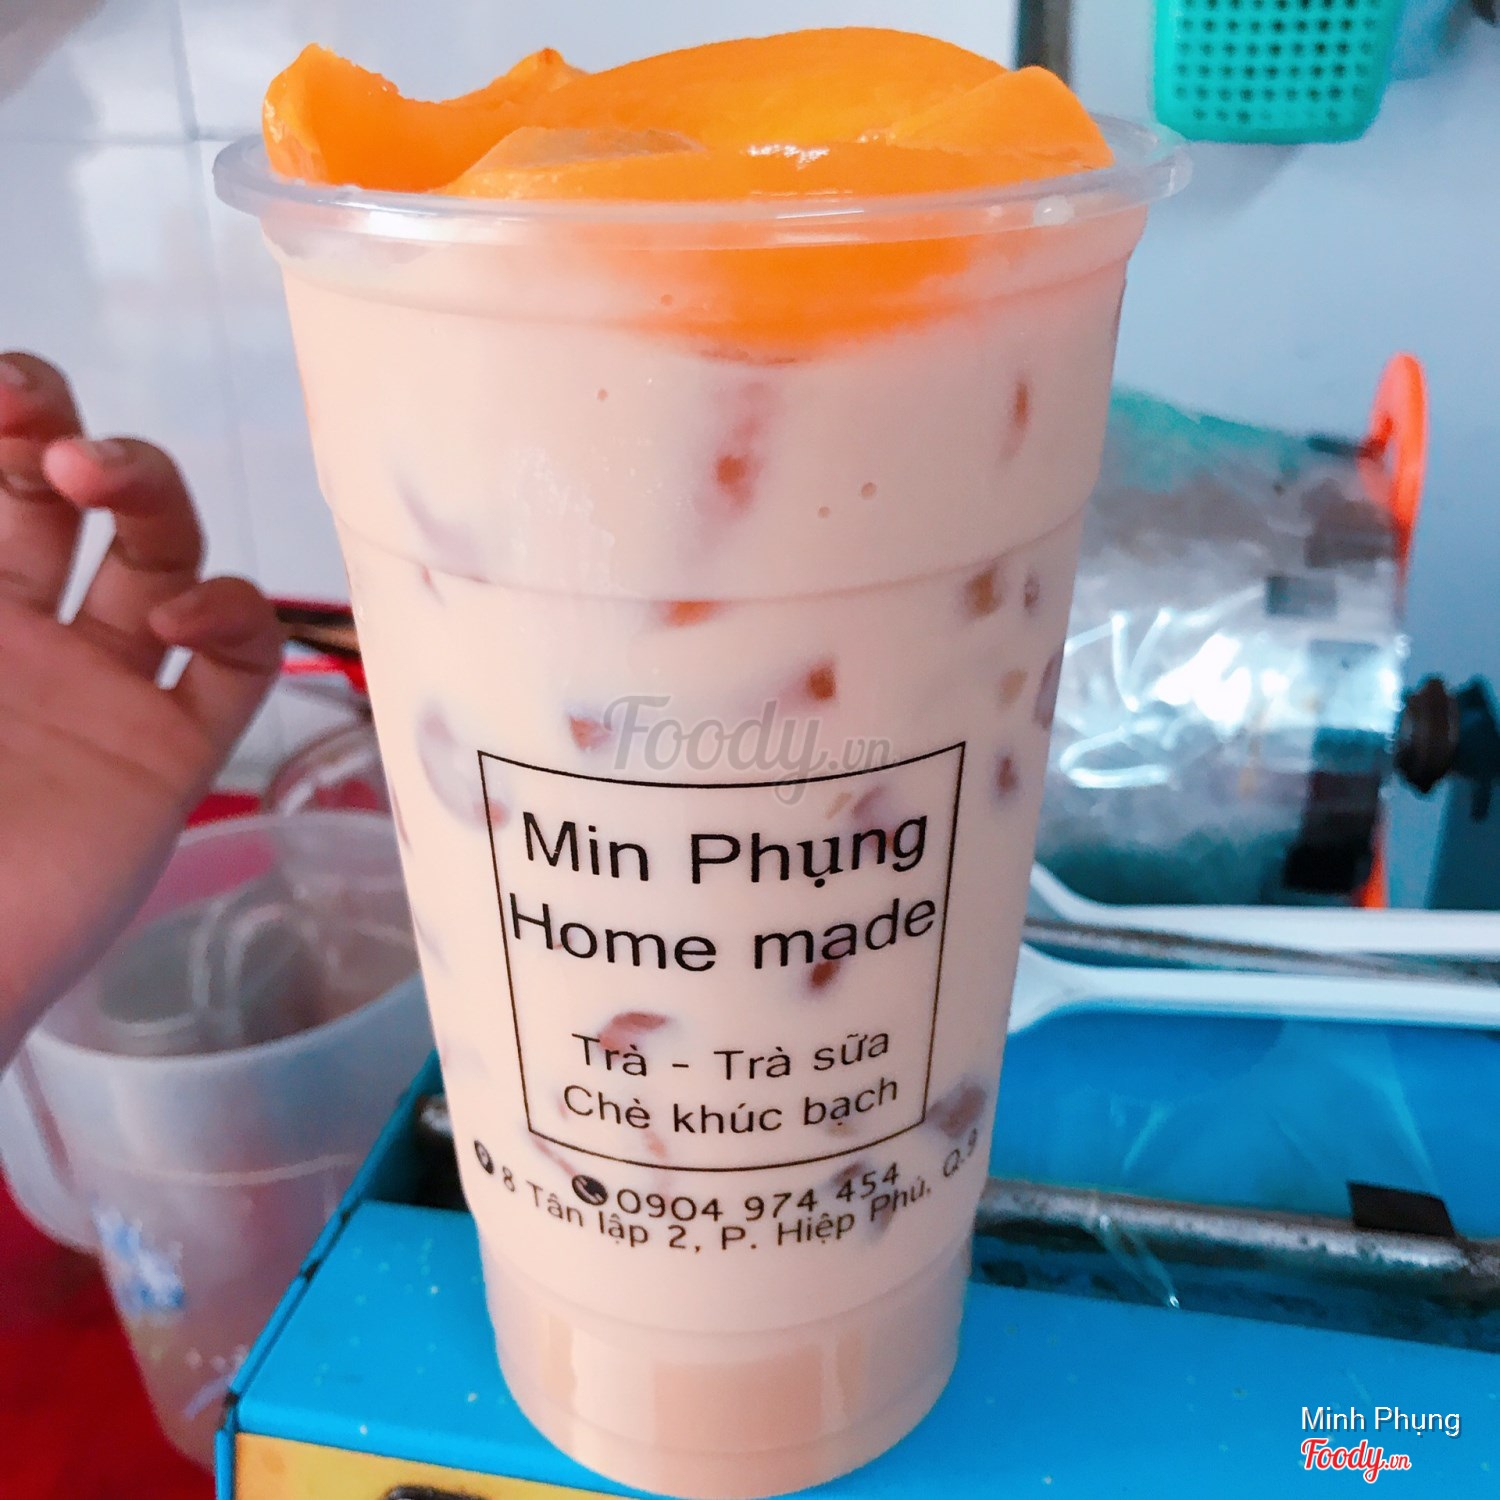 Foody.vn
Min Phụng
Home made
Trà - Trà sữa
Chè khúc bạch
0904 974 454
8 Tân lập 2, P. Hiệp Phú, Q.9
Minh Phụng
Foody.vn